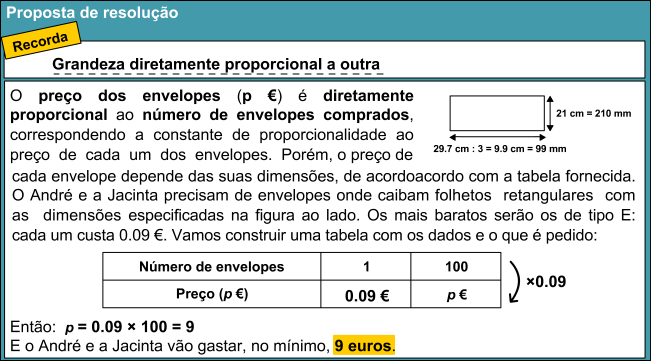 Proposta de resolução
Recorda
Grandeza diretamente proporcional a outra
O preço dos envelopes (p €) é diretamente
proporcional ao número de envelopes comprados,
correspondendo a constante de proporcionalidade ao
preço de cada um dos envelopes. Porém, o preço de
21 cm = 210 mm
29.7 cm : 3 = 9.9 cm = 99 mm
cada envelope depende das suas dimensões, de acordoacordo com a tabela fornecida.
O André e a Jacinta precisam de envelopes onde caibam folhetos retangulares com
as dimensões especificadas na figura ao lado. Os mais baratos serão os de tipo E:
cada um custa 0.09 €. Vamos construir uma tabela com os dados e o que é pedido:
Número de envelopes 1 100
Preço (p €) 0.09 € p €
×0.09
Então: p = 0.09 × 100 = 9
E o André e a Jacinta vão gastar, no mínimo, 9 euros.